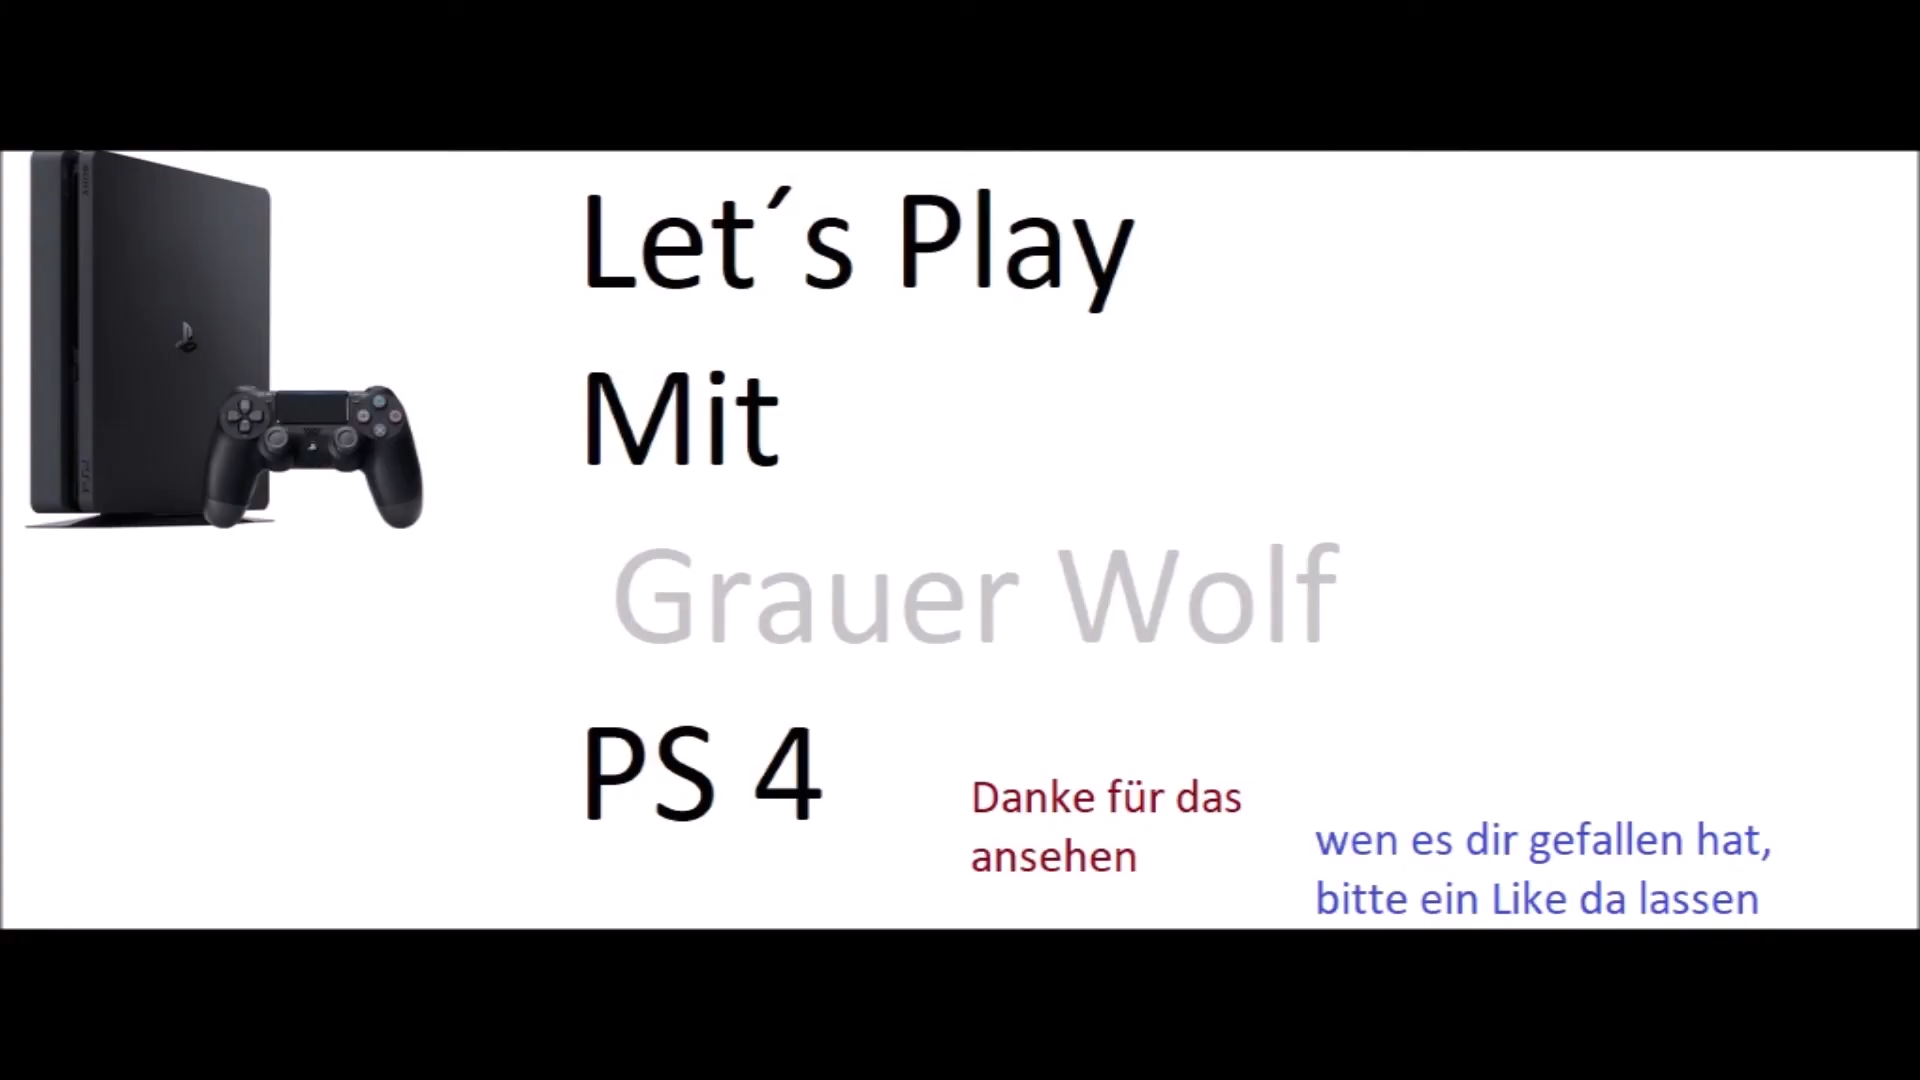 Let´s Play
Mit
Grauer Wolf
PS 4
Danke für das
ansehen
wen es dir gefallen hat,
bitte ein Like da lassen